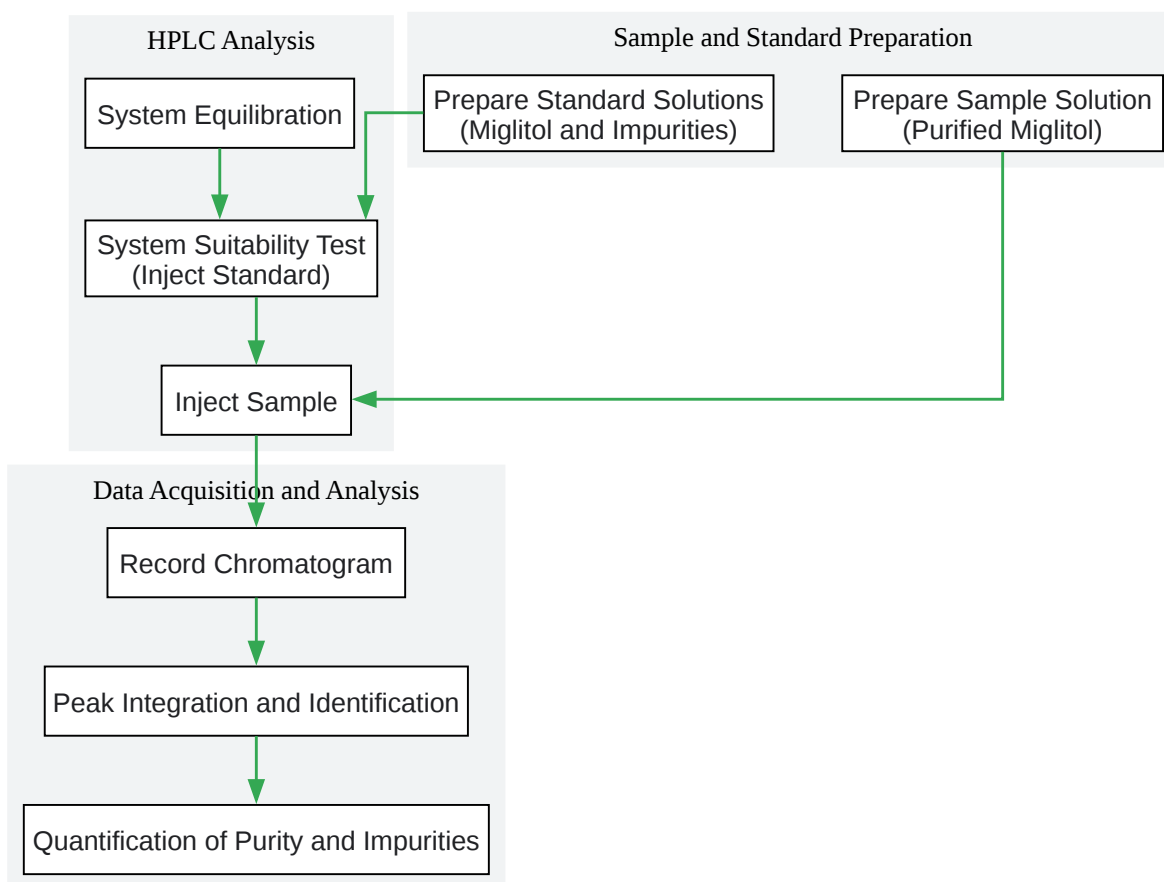 HPLC Analysis
Sample and Standard Preparation
System Equilibration
Prepare Standard Solutions
(Miglitol and Impurities)
Prepare Sample Solution
(Purified Miglitol)
System Suitability Test
(Inject Standard)
Inject Sample
Data Acquisition and Analysis
Record Chromatogram
Peak Integration and Identification
Quantification of Purity and Impurities